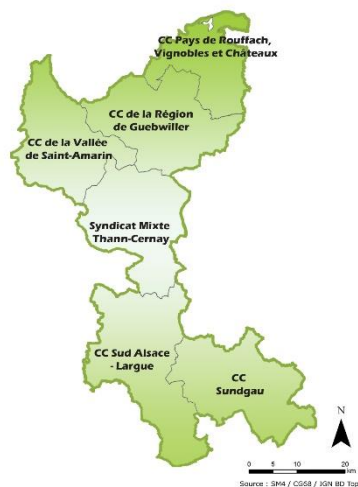 CC Pays de Rouffach,
Vignobles et Châteaux
CC de la Région
de Guebwiller
CC de la Vallée
de Saint-Amarin
Syndicat Mixte
Thann-Cernay
CC Sud Alsace
- Largue
CC
Sundgau
N
0 5 10 20
km
Source : SM4 / CG68 / IGN BD Top